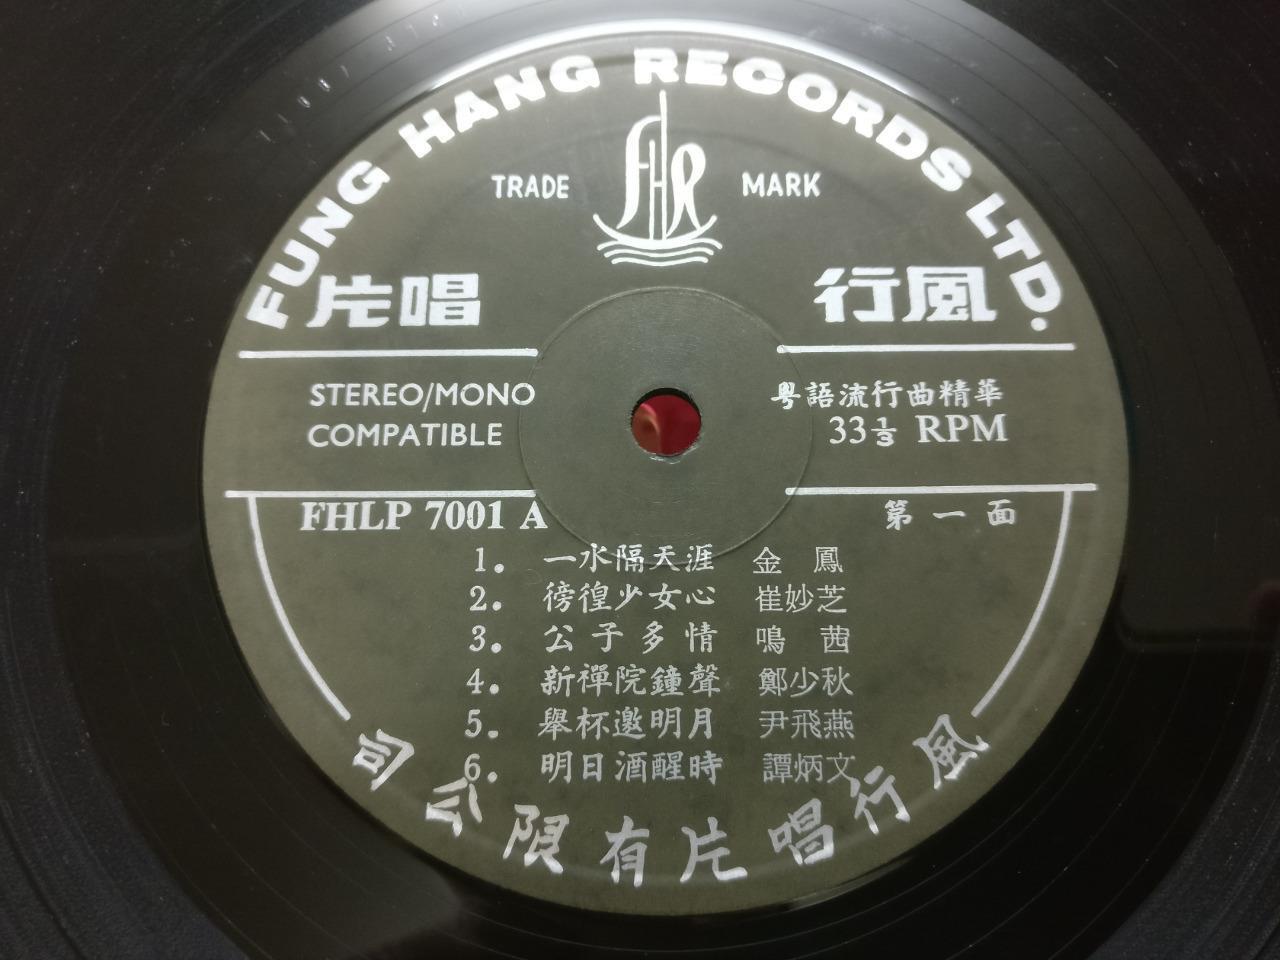 FUNG HANG RECORDS LTD.
TRADE FHR MARK
風行唱片
STEREO/MONO
COMPATIBLE
粵語流行曲精華
33⅓ RPM
FHLP 7001 A
第一面
1. 一水隔天涯 金鳳
2. 徬徨少女心 崔妙芝
3. 公子多情 鳴茜
4. 新禪院鐘聲 鄭少秋
5. 舉杯邀明月 尹飛燕
6. 明日酒醒時 譚炳文
風行唱片有限公司